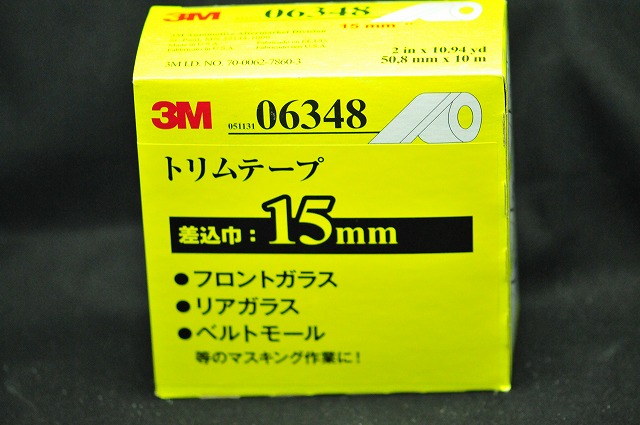 3M
06348
15 mm
2 in x 10.94 yd
50,8 mm x 10 m
3M I.D. NO. 70-0062-7860-3
3M
051131 06348
トリムテープ
差込巾：15mm
●フロントガラス
●リアガラス
●ベルトモール
等のマスキング作業に！